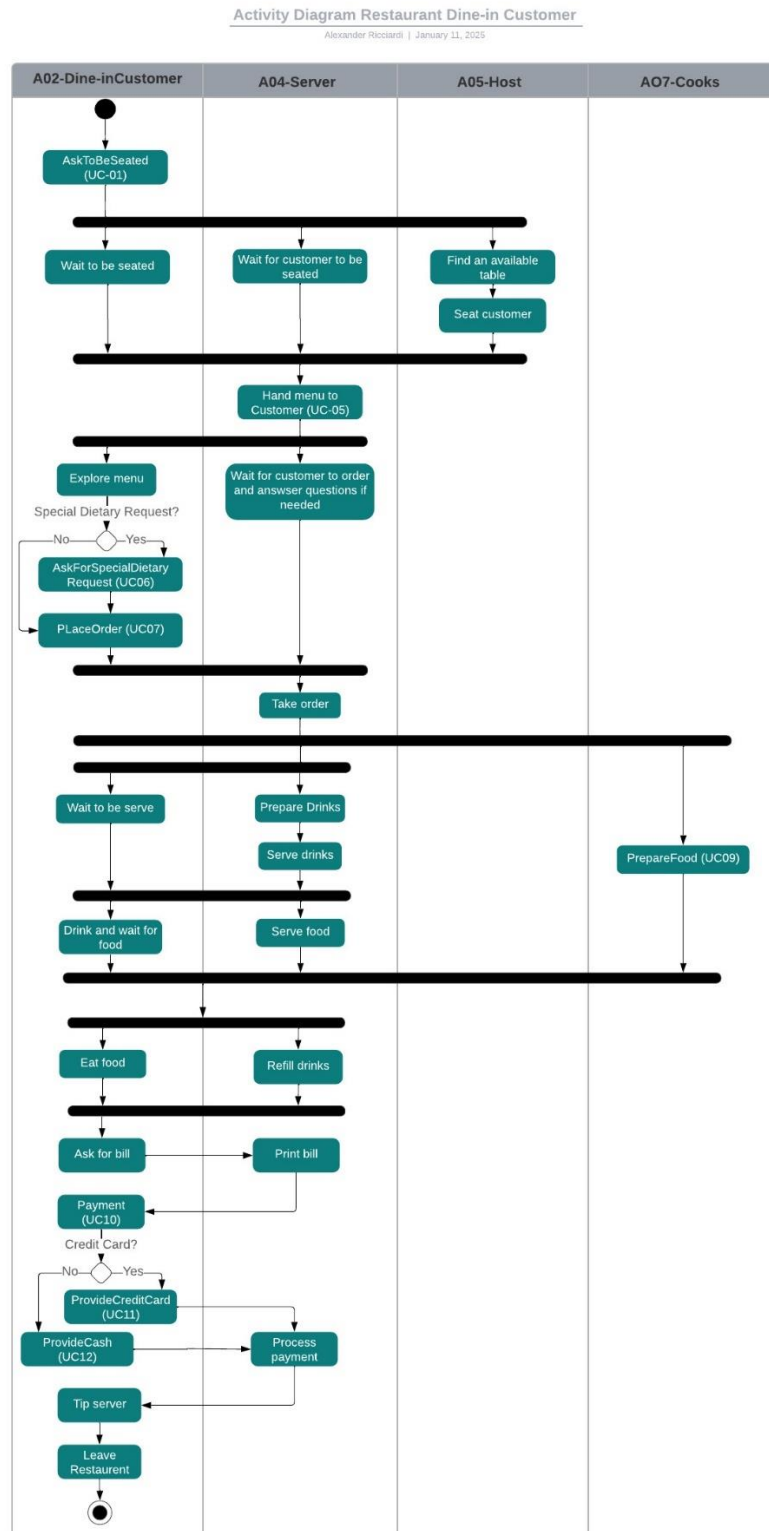 Activity Diagram Restaurant Dine-in Customer
Alexander Ricciardi | January 11, 2025
A02-Dine-inCustomer
A04-Server
A05-Host
AO7-Cooks
AskToBeSeated
(UC-01)
Wait to be seated
Wait for customer to be
seated
Find an available
table
Seat customer
Hand menu to
Customer (UC-05)
Explore menu
Wait for customer to order
and answser questions if
needed
Special Dietary Request?
No
Yes
AskForSpecialDietary
Request (UC06)
PLaceOrder (UC07)
Take order
Wait to be serve
Prepare Drinks
Serve drinks
PrepareFood (UC09)
Drink and wait for
food
Serve food
Eat food
Refill drinks
Ask for bill
Print bill
Payment
(UC10)
Credit Card?
No
Yes
ProvideCreditCard
(UC11)
ProvideCash
(UC12)
Process
payment
Tip server
Leave
Restaurent